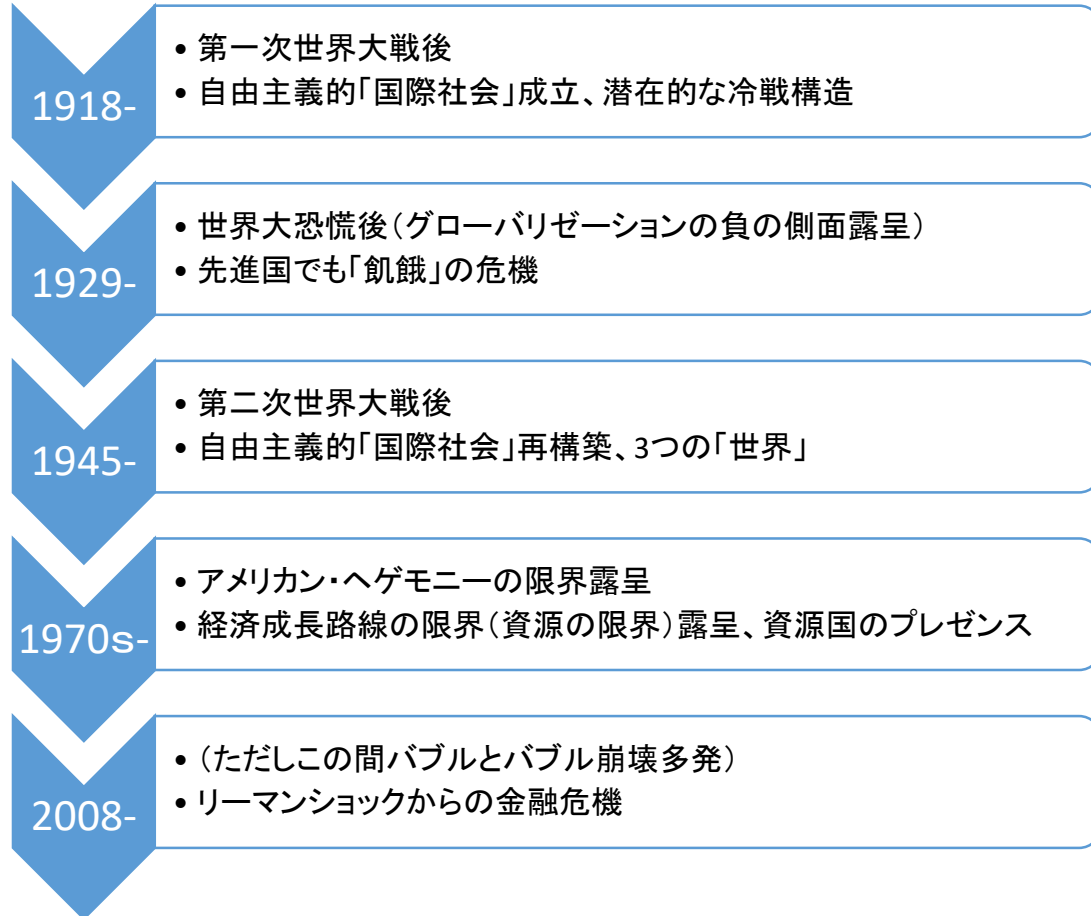 1918-
• 第一次世界大戦後
• 自由主義的「国際社会」成立、潜在的な冷戦構造
1929-
• 世界大恐慌後（グローバリゼーションの負の側面露呈）
• 先進国でも「飢餓」の危機
1945-
• 第二次世界大戦後
• 自由主義的「国際社会」再構築、3つの「世界」
1970s-
• アメリカン・ヘゲモニーの限界露呈
• 経済成長路線の限界（資源の限界）露呈、資源国のプレゼンス
2008-
• （ただしこの間バブルとバブル崩壊多発）
• リーマンショックからの金融危機